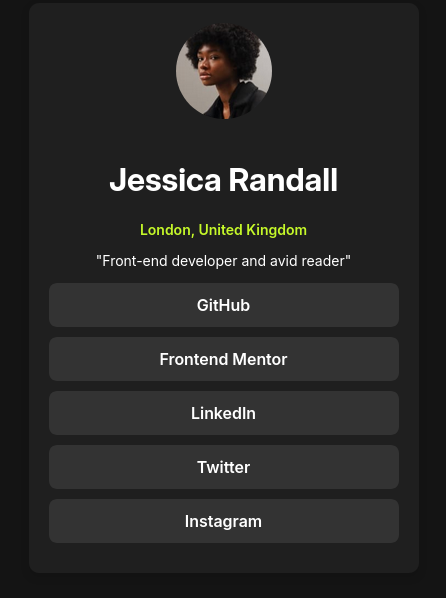 Jessica Randall
London, United Kingdom
"Front-end developer and avid reader"
GitHub
Frontend Mentor
LinkedIn
Twitter
Instagram